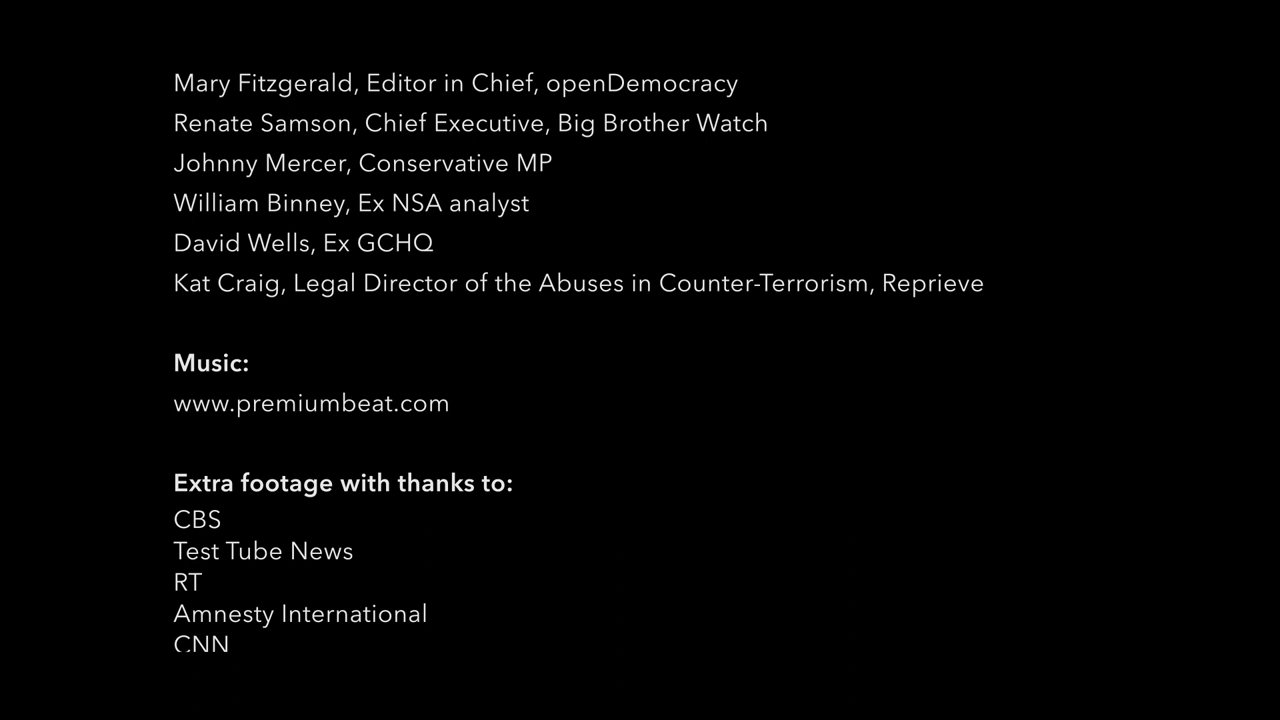 Mary Fitzgerald, Editor in Chief, openDemocracy
Renate Samson, Chief Executive, Big Brother Watch
Johnny Mercer, Conservative MP
William Binney, Ex NSA analyst
David Wells, Ex GCHQ
Kat Craig, Legal Director of the Abuses in Counter-Terrorism, Reprieve
Music:
www.premiumbeat.com
Extra footage with thanks to:
CBS
Test Tube News
RT
Amnesty International
CNN